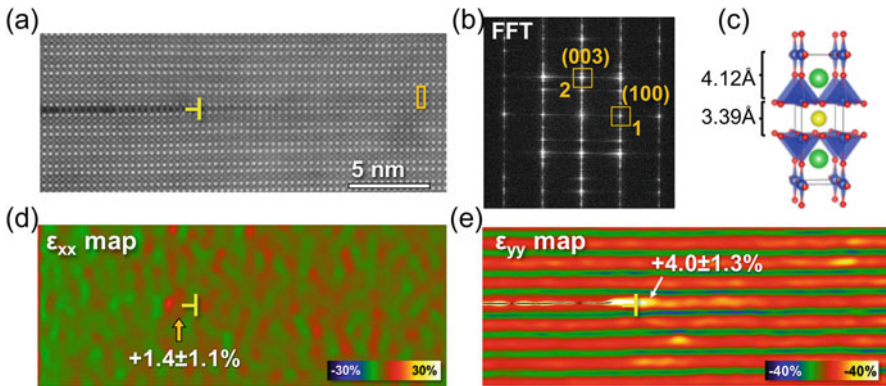 (a)
5 nm
(b)
FFT
(003)
2
(100)
1
(c)
4.12Å
3.39Å
(d)
εxx map
+1.4±1.1%
-30%
30%
(e)
εyy map
+4.0±1.3%
-40%
-40%